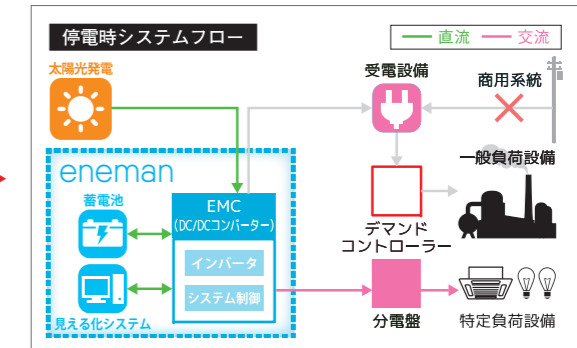 停電時システムフロー
直流
交流
太陽光発電
受電設備
商用系統
eneman
一般負荷設備
蓄電池
EMC
(DC/DCコンバーター)
デマンド
コントローラー
インバータ
システム制御
見える化システム
分電盤
特定負荷設備